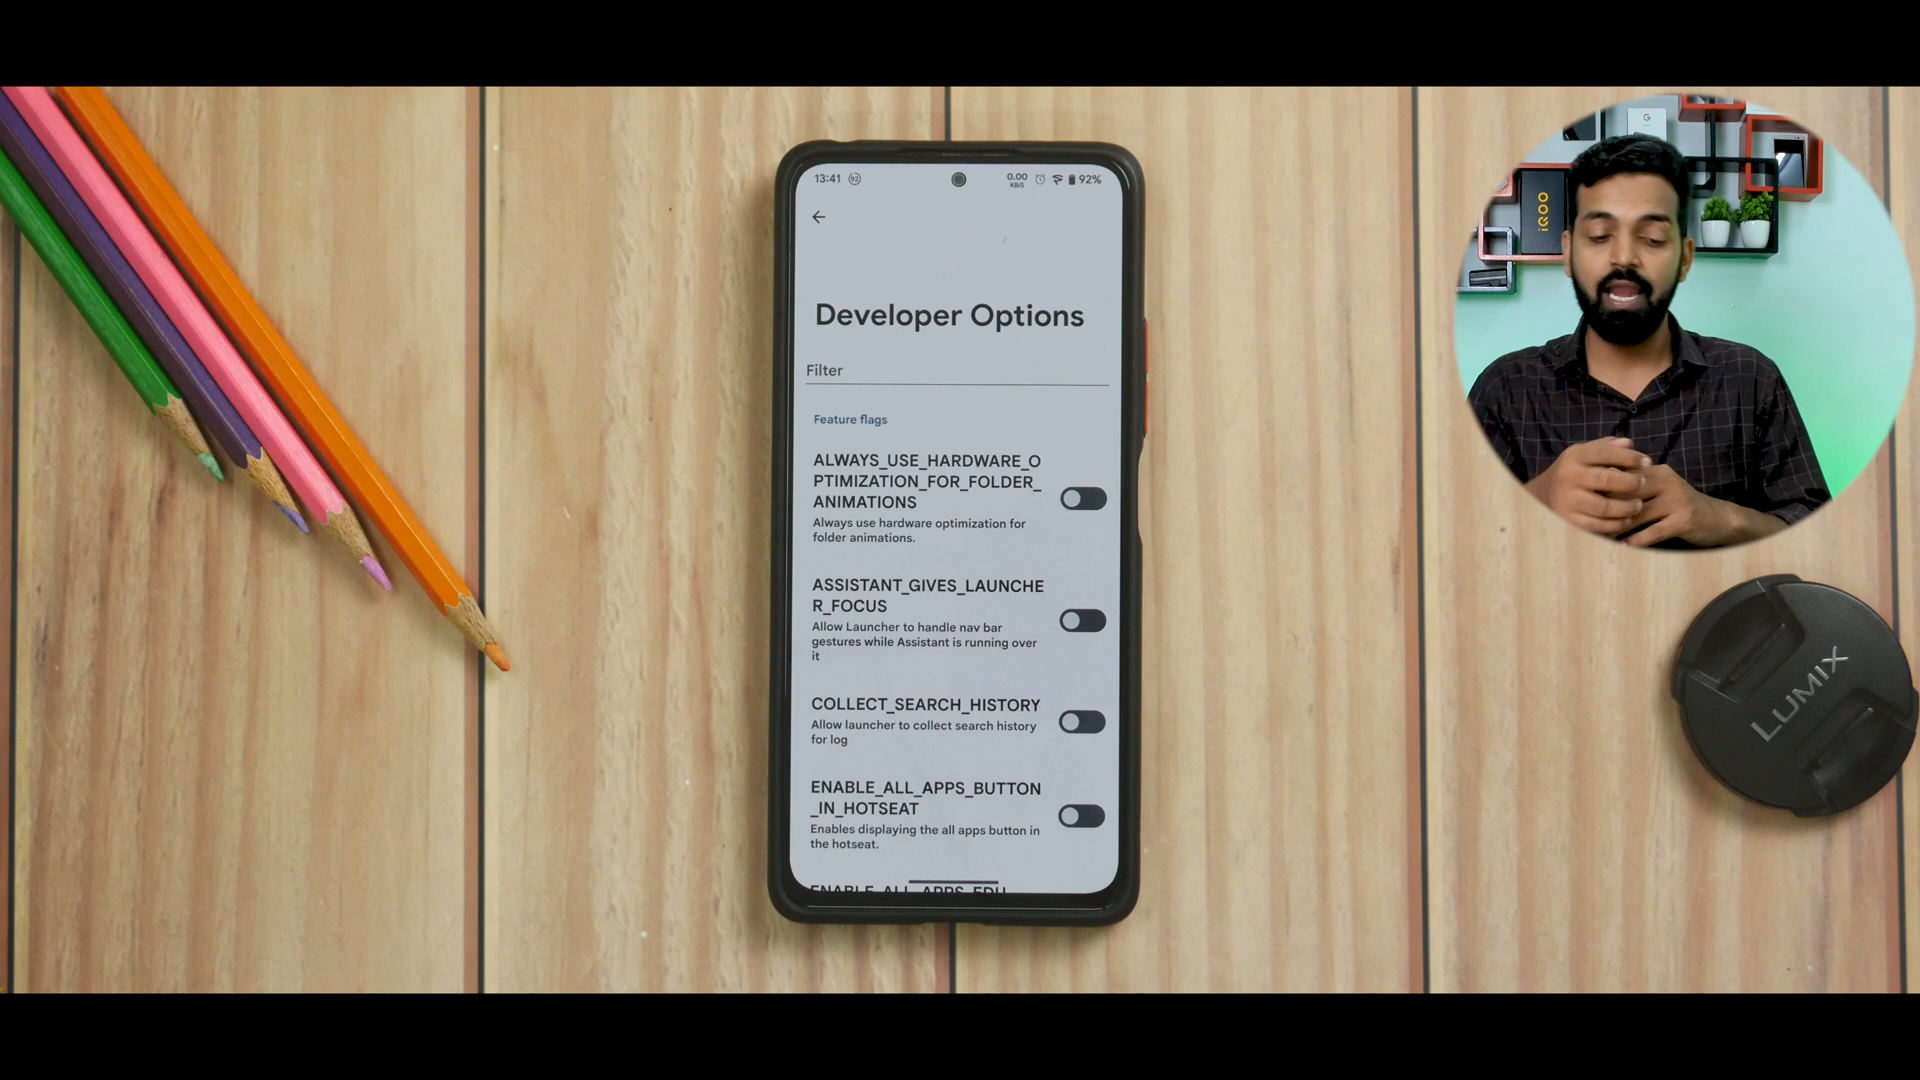 13:41 92 0.00 KB/S 92%
Developer Options
Filter
Feature flags
ALWAYS_USE_HARDWARE_O
PTIMIZATION_FOR_FOLDER_
ANIMATIONS
Always use hardware optimization for
folder animations.
ASSISTANT_GIVES_LAUNCHE
R_FOCUS
Allow Launcher to handle nav bar
gestures while Assistant is running over
it
COLLECT_SEARCH_HISTORY
Allow launcher to collect search history
for log
ENABLE_ALL_APPS_BUTTON
_IN_HOTSEAT
Enables displaying the all apps button in
the hotseat.
ENABLE_ALL_APPS_EDU
G
iQOO
LUMIX